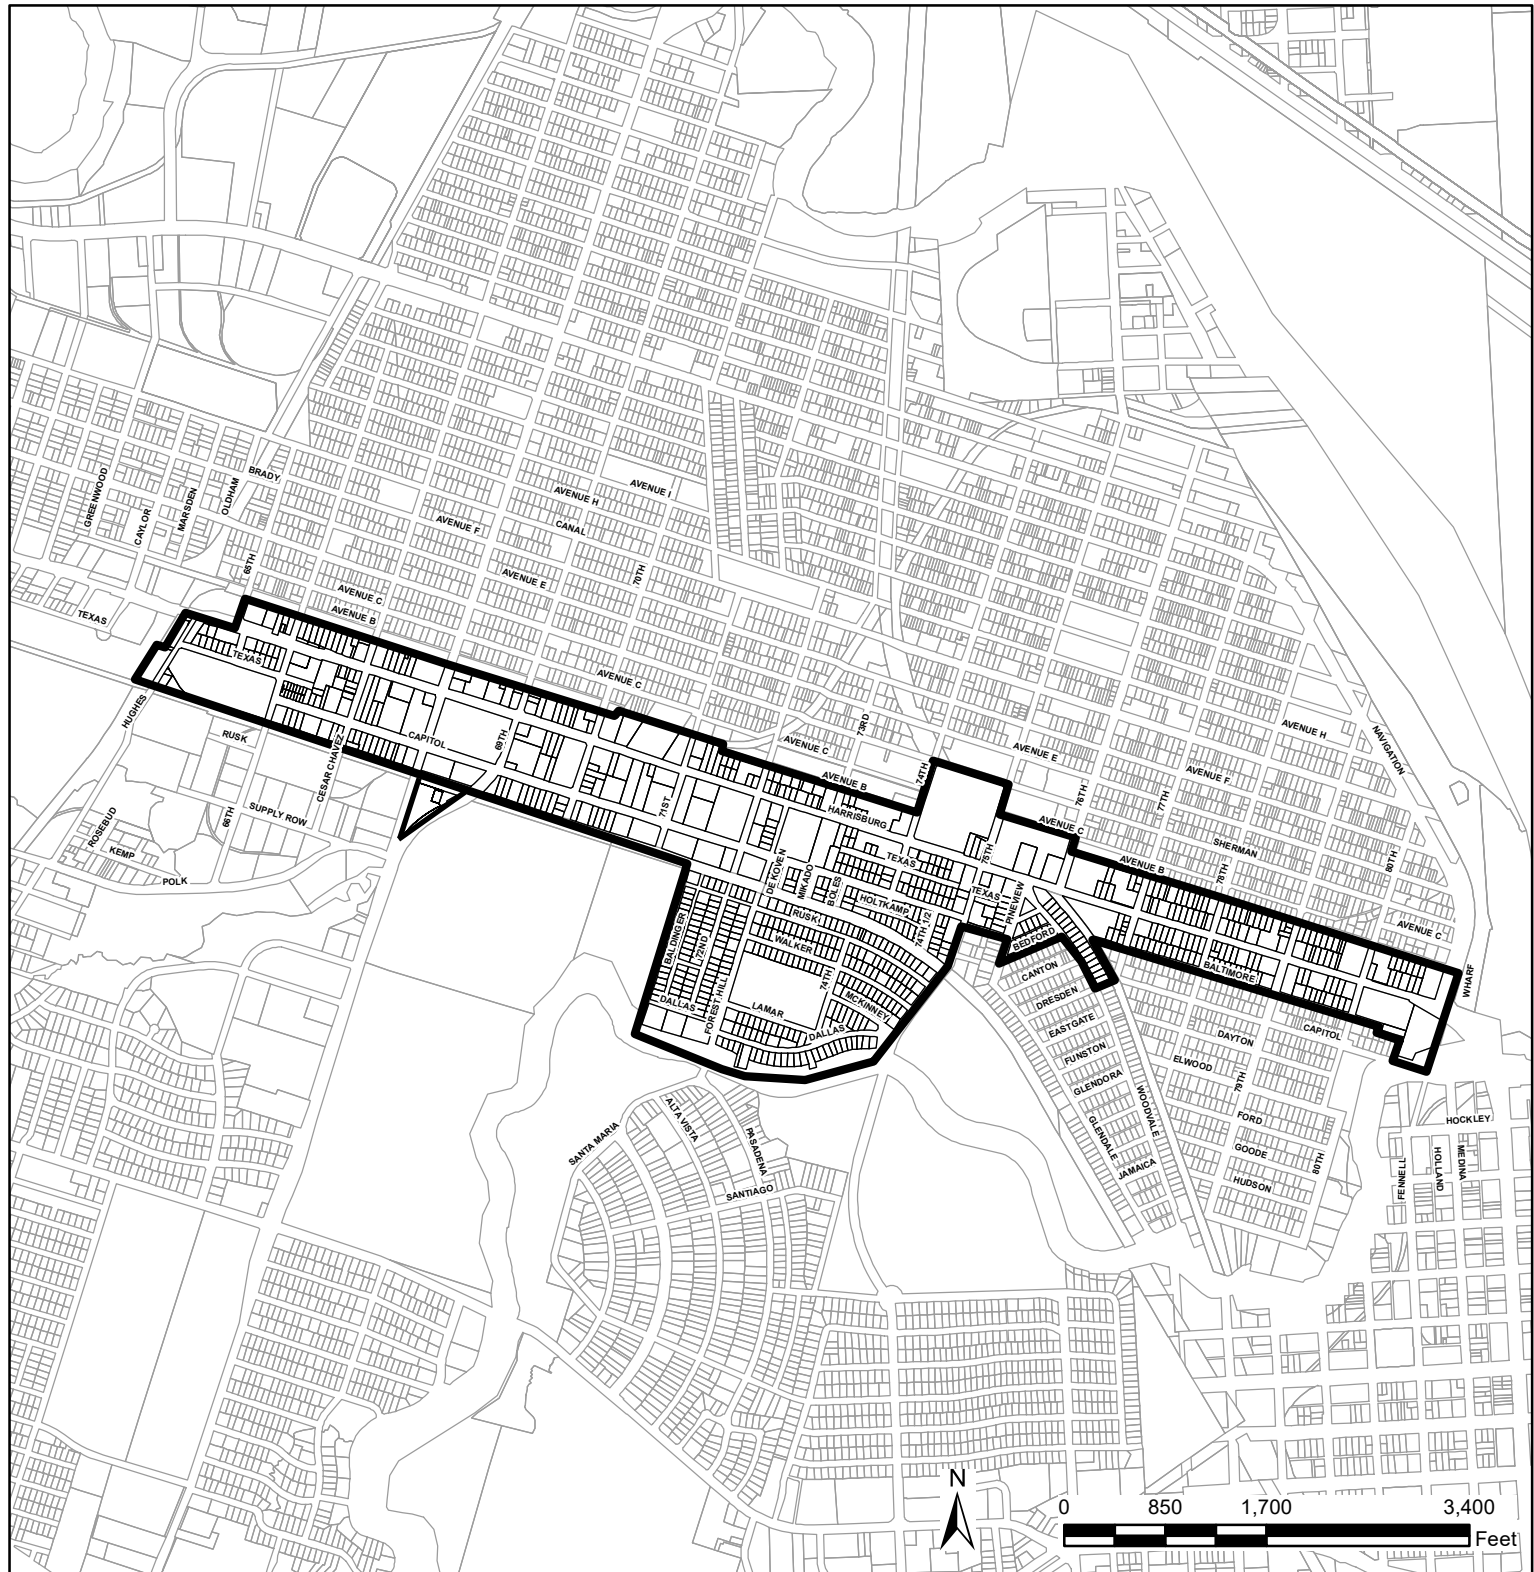 BRADY
AVENUE I
GREENWOOD
OLDHAM
MARSDEN
CAYLOR
AVENUE H
AVENUE F
CANAL
65TH
AVENUE E
70TH
AVENUE C
AVENUE B
TEXAS
TEXAS
AVENUE C
HUGHES
RUSK
CESAR CHAVEZ
CAPITOL
69TH
AVENUE C
73RD
AVENUE E
AVENUE H
NAVIGATION
AVENUE B
74TH
AVENUE F
76TH
77TH
71ST
HARRISBURG
66TH
SUPPLY ROW
ROSEBUD
KEMP
POLK
AVENUE C
SHERMAN
75TH
TEXAS
AVENUE B
78TH
80TH
DE KOVEN
MIKADO
BOLES
HOLTKAMP
TEXAS
PINEVIEW
74TH 1/2
RUSK
BALDINGER
72ND
WALKER
BEDFORD
AVENUE C
CANTON
BALTIMORE
WHARF
FOREST HILL
DALLAS
LAMAR
74TH
MCKINNEY
DALLAS
DRESDEN
EASTGATE
FUNSTON
GLENDORA
DAYTON
CAPITOL
ELWOOD
79TH
WOODVALE
GLENDALE
JAMAICA
FORD
GOODE
HUDSON
80TH
HOCKLEY
FENNELL
HOLLAND
MEDINA
SANTA MARIA
ALTA VISTA
PASADENA
SANTIAGO
N
0 850 1,700 3,400
Feet